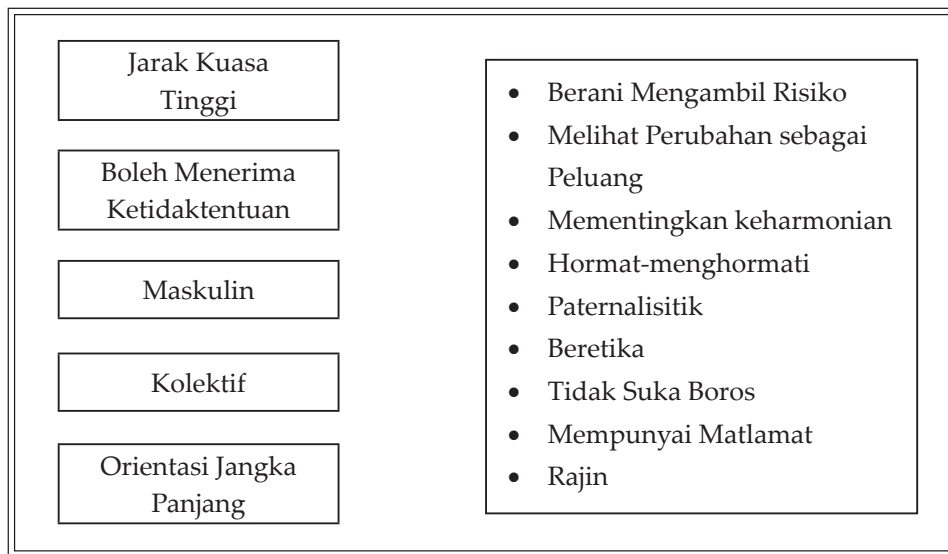 Jarak Kuasa
Tinggi
Boleh Menerima
Ketidaktentuan
Maskulin
Kolektif
Orientasi Jangka
Panjang
• Berani Mengambil Risiko
• Melihat Perubahan sebagai
Peluang
• Mementingkan keharmonian
• Hormat-menghormati
• Paternalisitik
• Beretika
• Tidak Suka Boros
• Mempunyai Matlamat
• Rajin